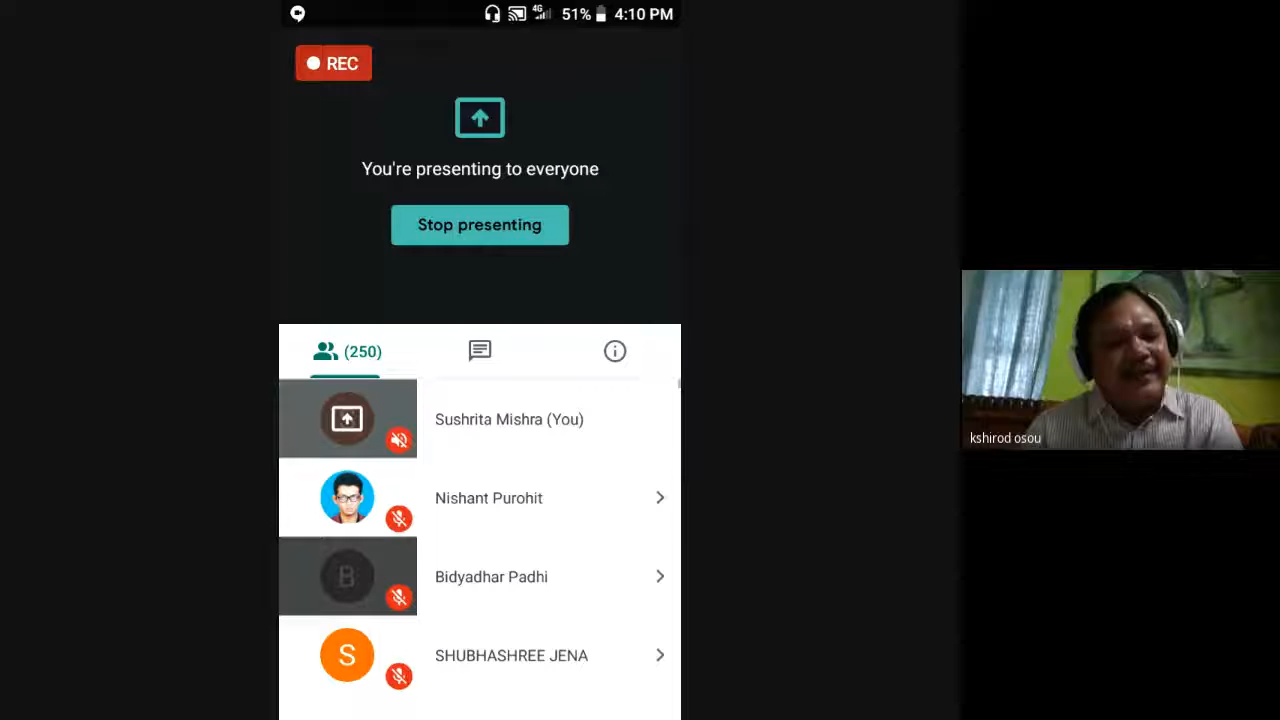 4G 51% 4:10 PM
REC
You're presenting to everyone
Stop presenting
(250)
Sushrita Mishra (You)
Nishant Purohit
B
Bidyadhar Padhi
S
SHUBHASHREE JENA
kshirod osou